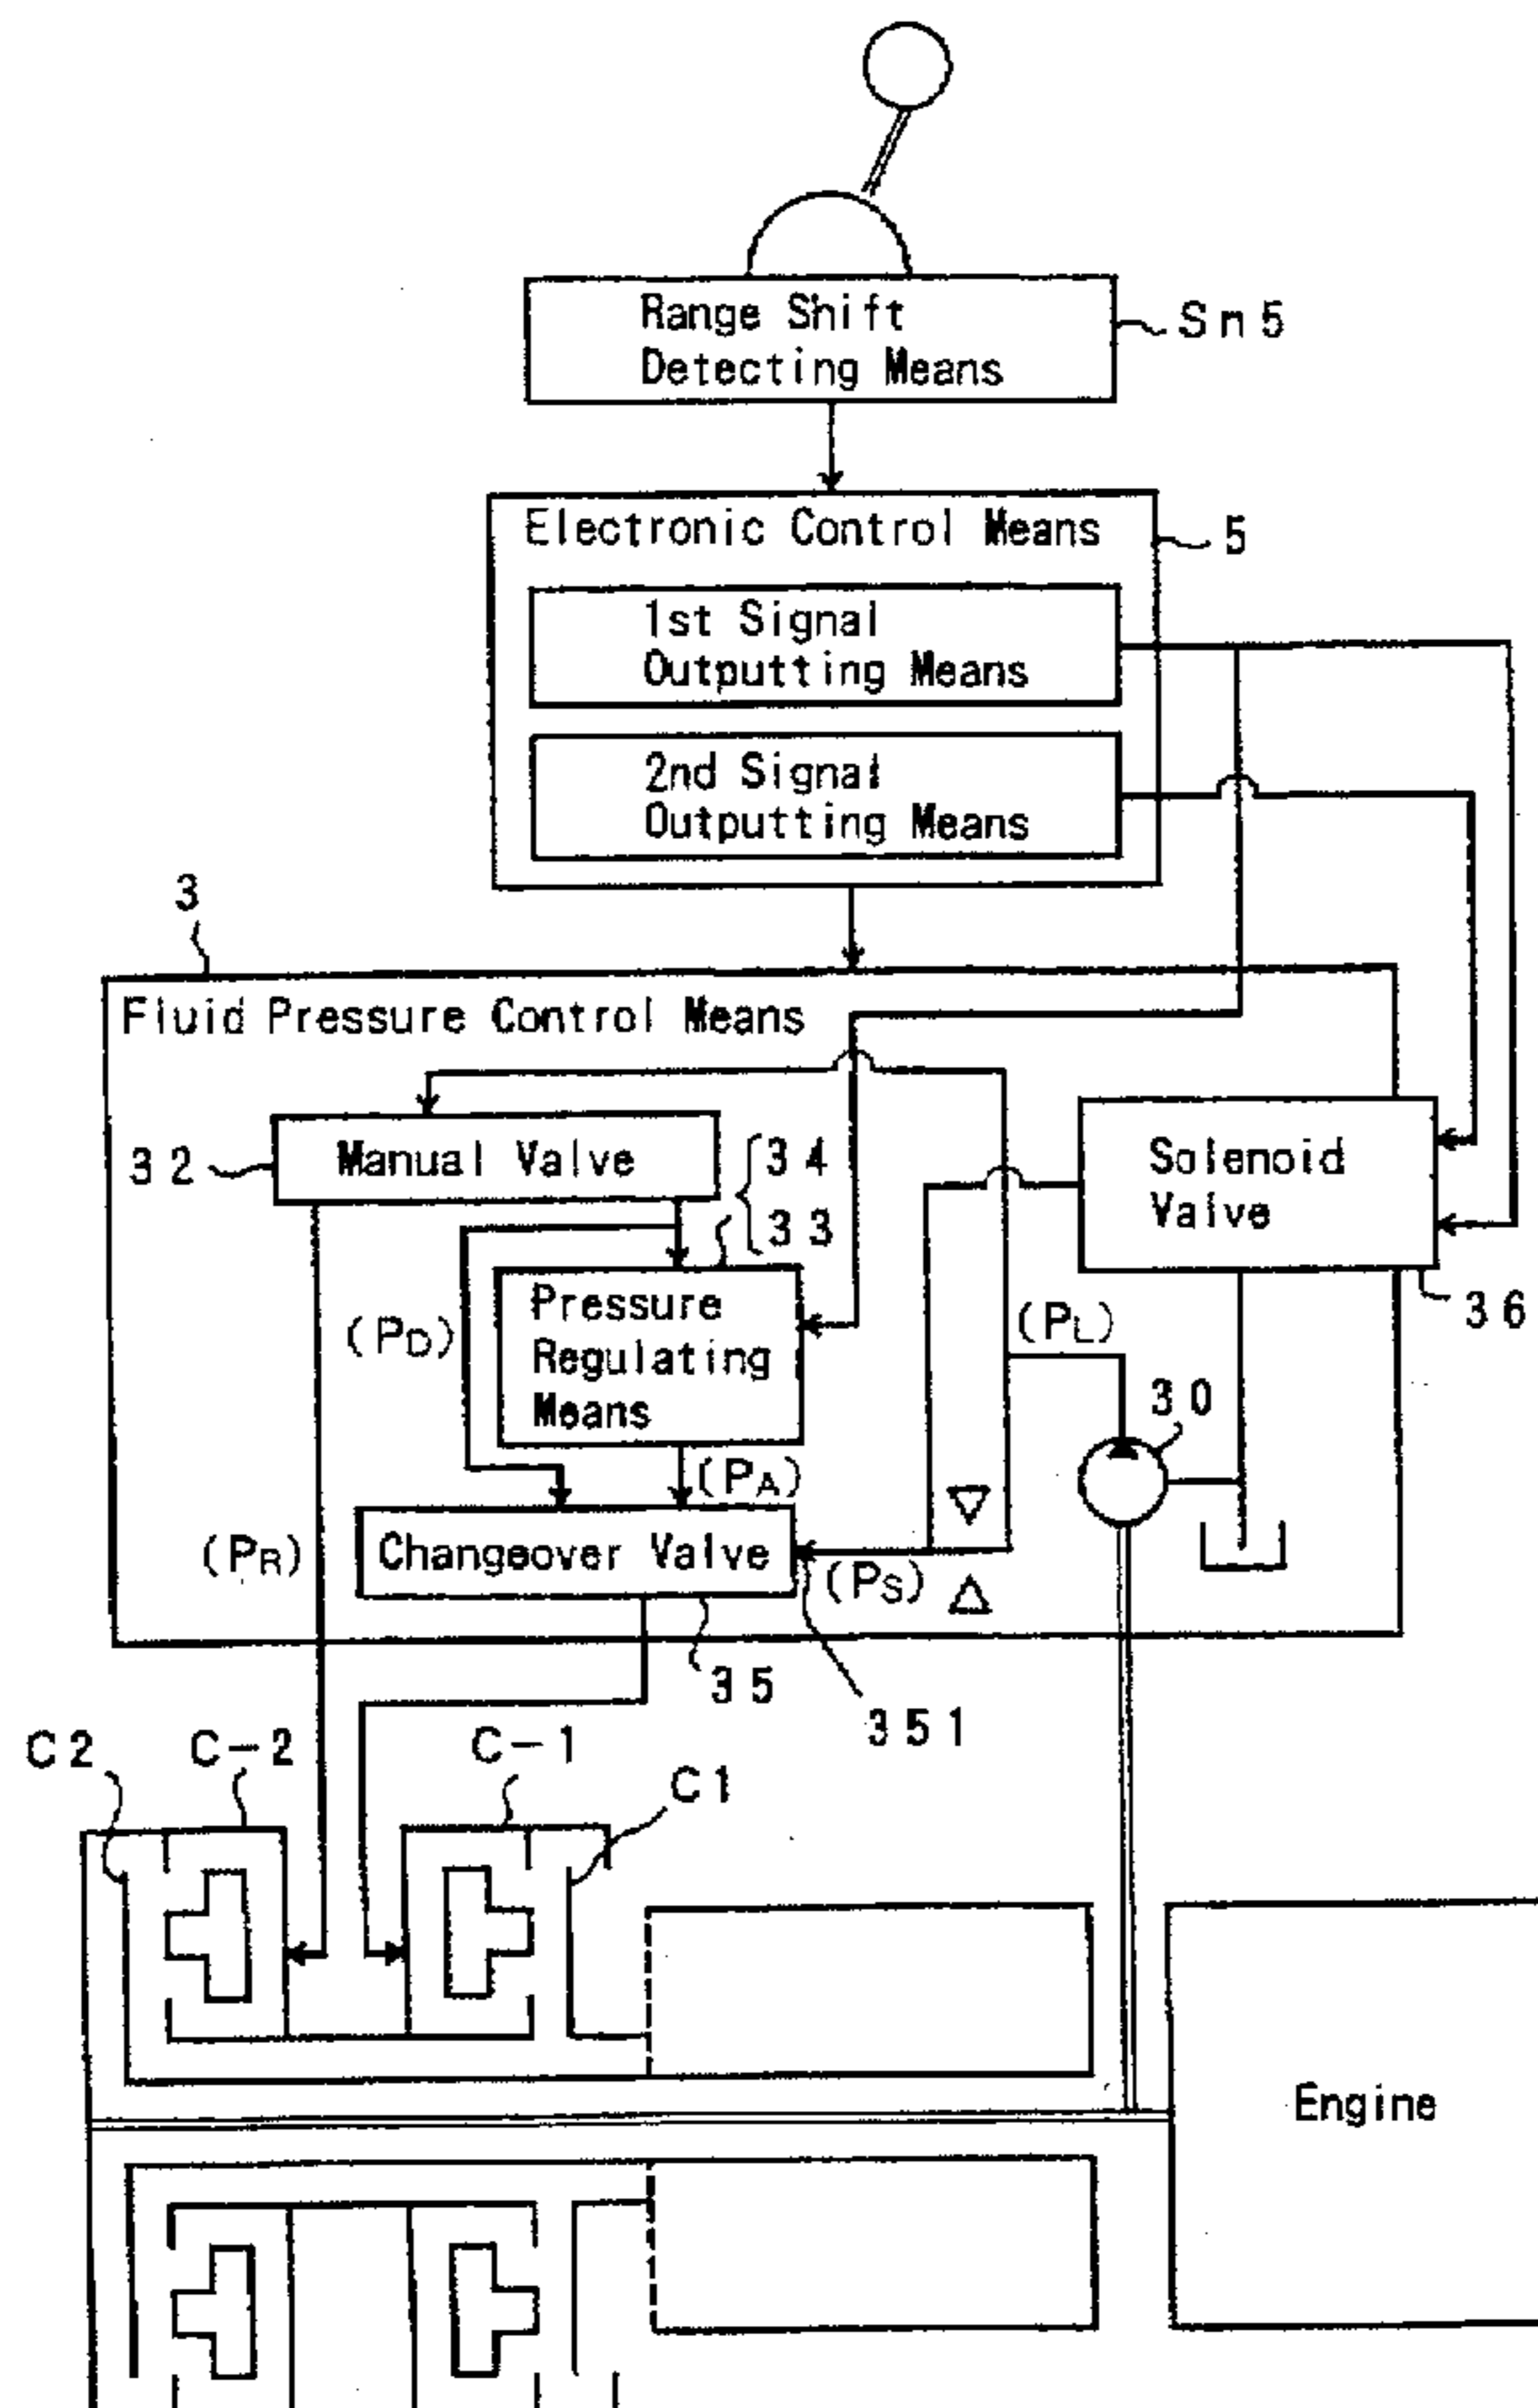 Range Shift
Detecting Means
Sn5
Electronic Control Means
5
1st Signal
Outputting Means
2nd Signal
Outputting Means
3
Fluid Pressure Control Means
32
Manual Valve
34
33
Solenoid
Valve
36
(PD)
Pressure
Regulating
Means
(PL)
30
(PA)
(PR)
Changeover Valve
(PS)
35
351
C2
C-2
C-1
C1
Engine